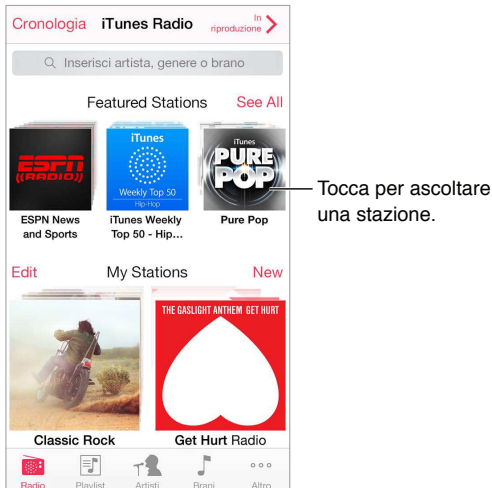 Cronologia iTunes Radio In riproduzione
Inserisci artista, genere o brano
Featured Stations See All
ESPN
((RADIO))
iTunes
Weekly Top 50
Hip-Hop
iTunes
PURE
POP
Tocca per ascoltare
una stazione.
ESPN News
and Sports
iTunes Weekly
Top 50 - Hip...
Pure Pop
Edit My Stations New
THE GASLIGHT ANTHEM GET HURT
Classic Rock
Get Hurt Radio
Radio Playlist Artisti Brani Altro